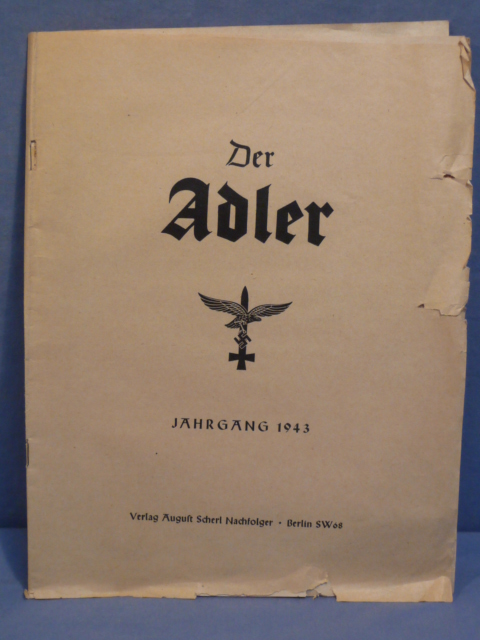 Der
Adler
JAHRGANG 1943
Verlag August Scherl Nachfolger • Berlin SW68